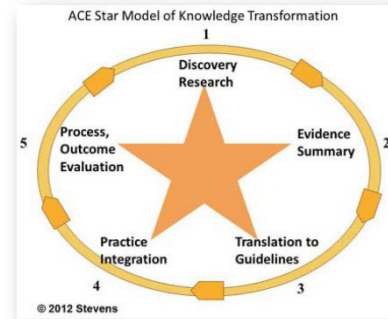 ACE Star Model of Knowledge Transformation
1
Discovery
Research
5
Process,
Outcome
Evaluation
Evidence
Summary
2
Practice
Integration
Translation to
Guidelines
4
3
© 2012 Stevens